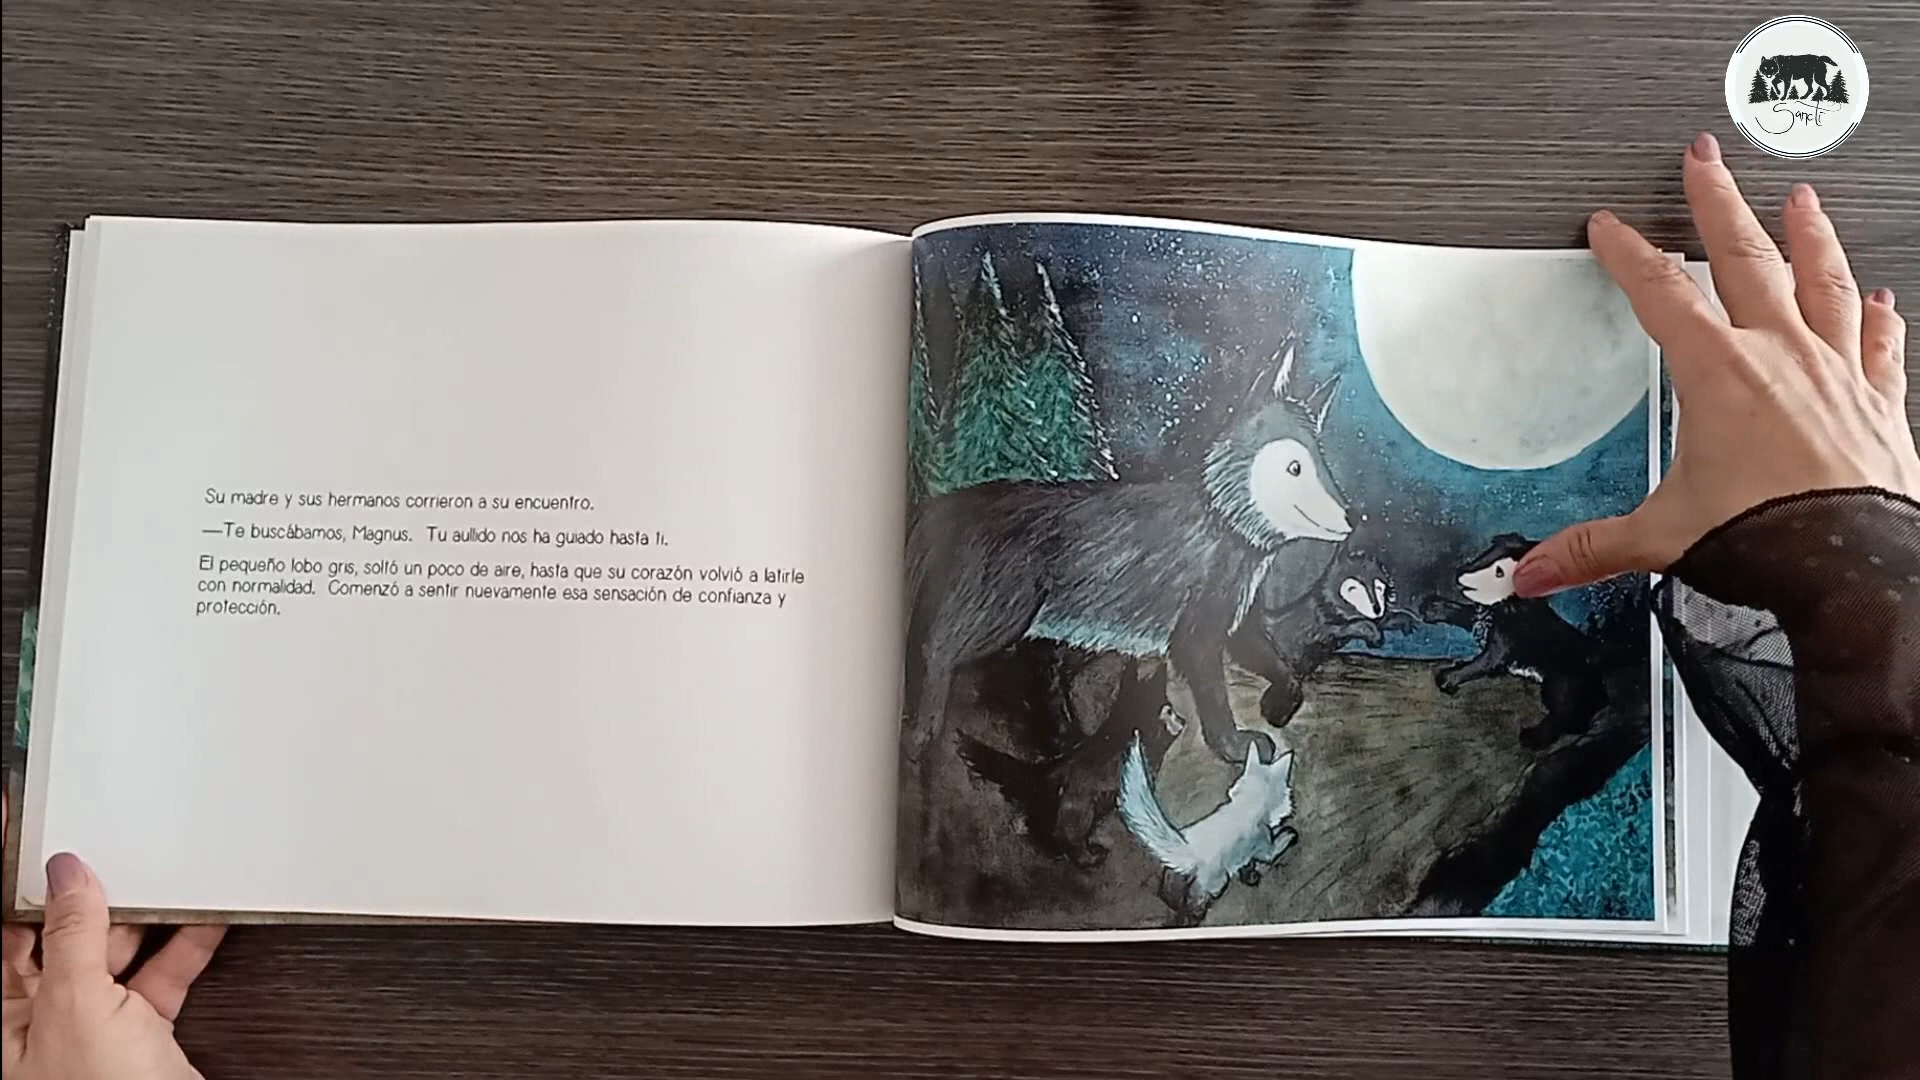 Sancti
Su madre y sus hermanos corrieron a su encuentro.
—Te buscábamos, Magnus. Tu aullido nos ha guiado hasta ti.
El pequeño lobo gris, soltó un poco de aire, hasta que su corazón volvió a latirle
con normalidad. Comenzó a sentir nuevamente esa sensación de confianza y
protección.